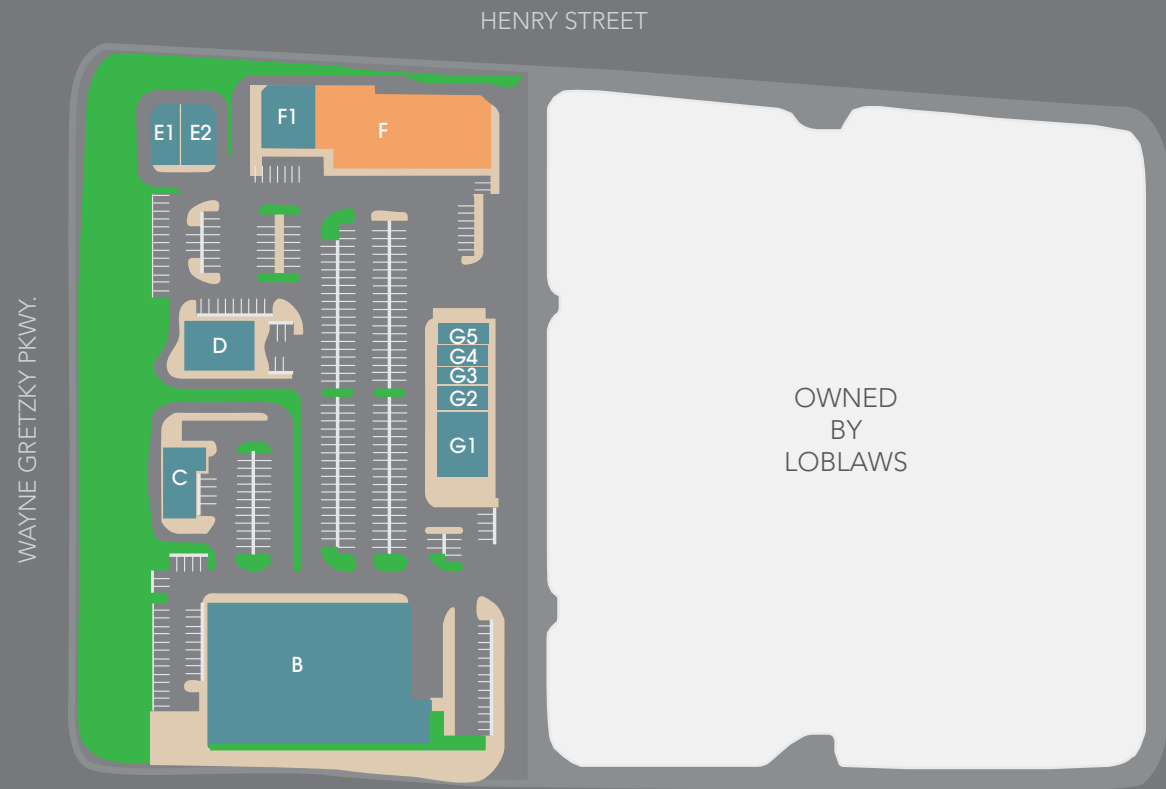 HENRY STREET
WAYNE GRETZKY PKWY.
E1
E2
F1
F
D
G5
G4
G3
G2
G1
C
B
OWNED
BY
LOBLAWS